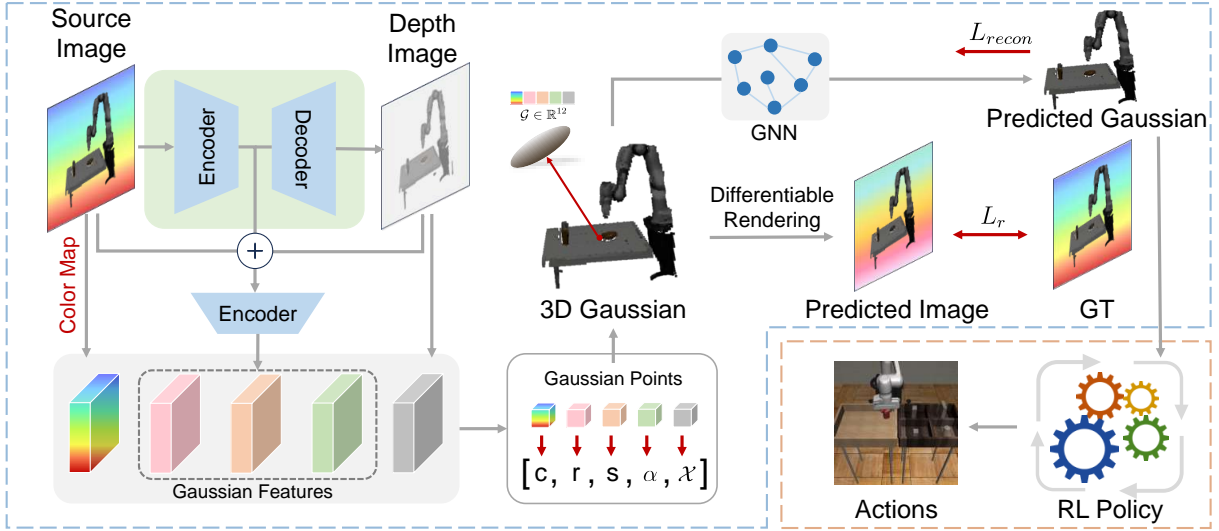 Source
Image
Depth
Image
Encoder
Decoder
+
Color Map
Encoder
Gaussian Features
𝒢 ∈ ℝ¹²
3D Gaussian
Gaussian Points
[c, r, s, α, 𝒳]
GNN
L_recon
Predicted Gaussian
Differentiable
Rendering
Predicted Image
L_r
GT
Actions
RL Policy